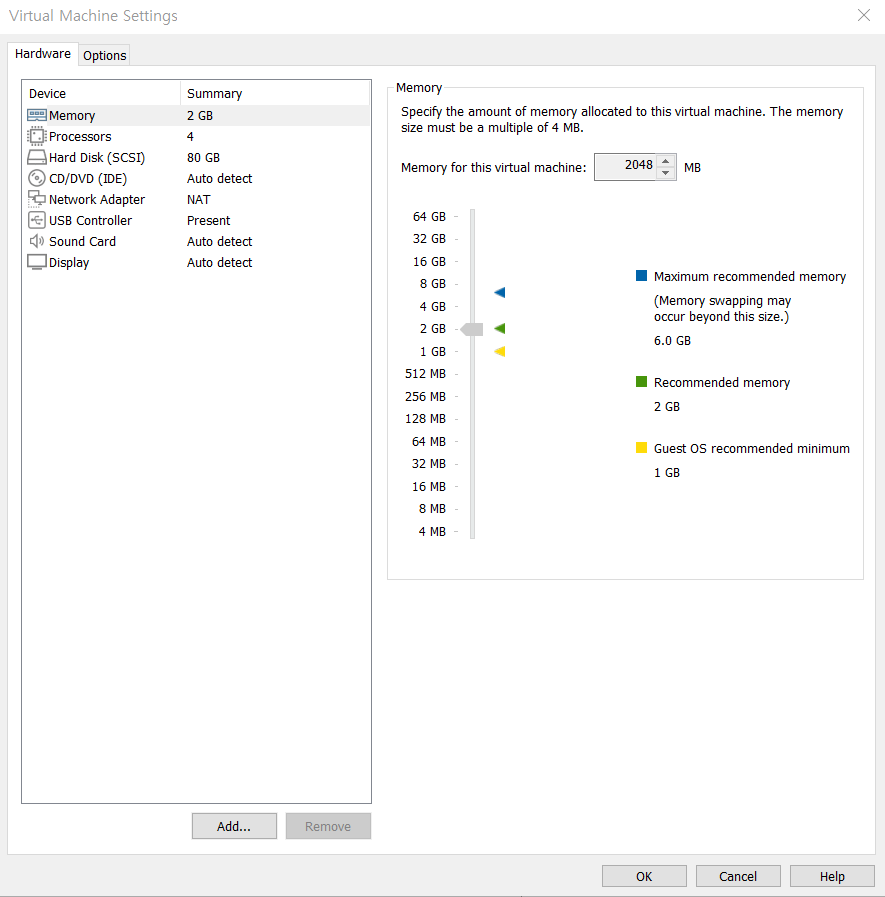 Virtual Machine Settings
Hardware Options
Device Summary
Memory 2 GB
Processors 4
Hard Disk (SCSI) 80 GB
CD/DVD (IDE) Auto detect
Network Adapter NAT
USB Controller Present
Sound Card Auto detect
Display Auto detect
Add... Remove
Memory
Specify the amount of memory allocated to this virtual machine. The memory
size must be a multiple of 4 MB.
Memory for this virtual machine: 2048 MB
64 GB
32 GB
16 GB
8 GB
4 GB
2 GB
1 GB
512 MB
256 MB
128 MB
64 MB
32 MB
16 MB
8 MB
4 MB
Maximum recommended memory
(Memory swapping may
occur beyond this size.)
6.0 GB
Recommended memory
2 GB
Guest OS recommended minimum
1 GB
OK Cancel Help